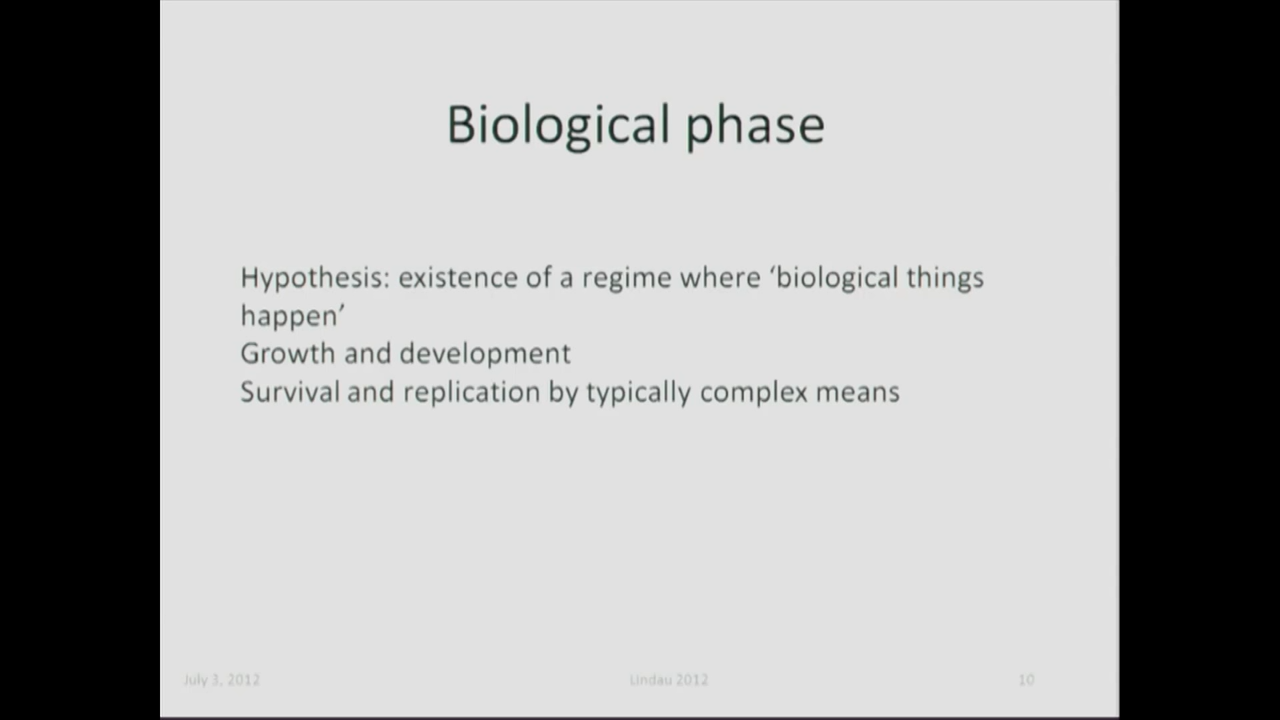 Biological phase
Hypothesis: existence of a regime where ‘biological things
happen’
Growth and development
Survival and replication by typically complex means
July 3, 2012
Lindau 2012
10